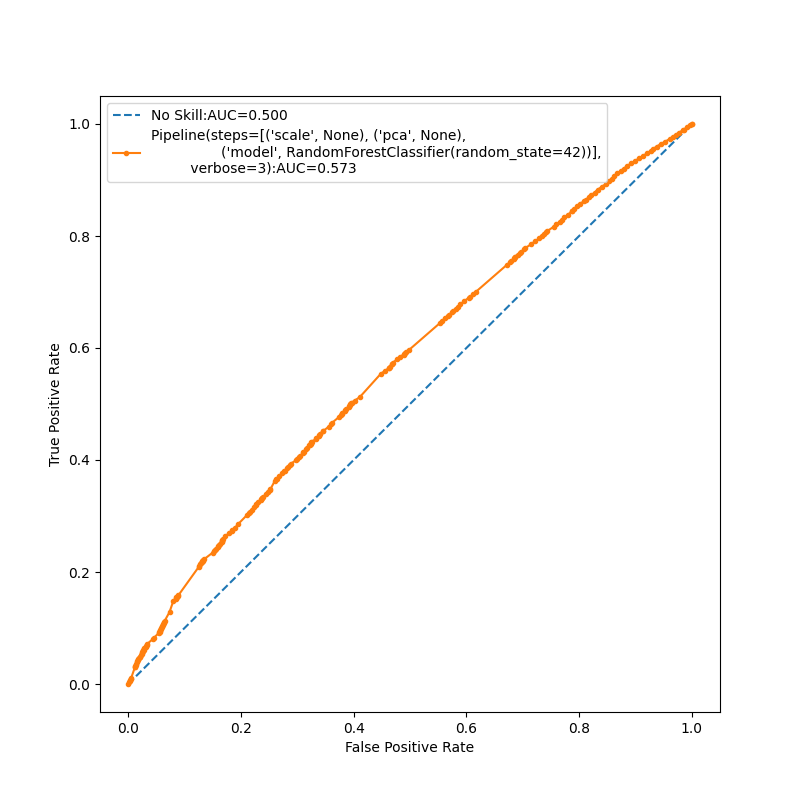 No Skill:AUC=0.500
Pipeline(steps=[('scale', None), ('pca', None),
('model', RandomForestClassifier(random_state=42))],
verbose=3):AUC=0.573
1.0
0.8
0.6
0.4
0.2
0.0
True Positive Rate
0.0 0.2 0.4 0.6 0.8 1.0
False Positive Rate